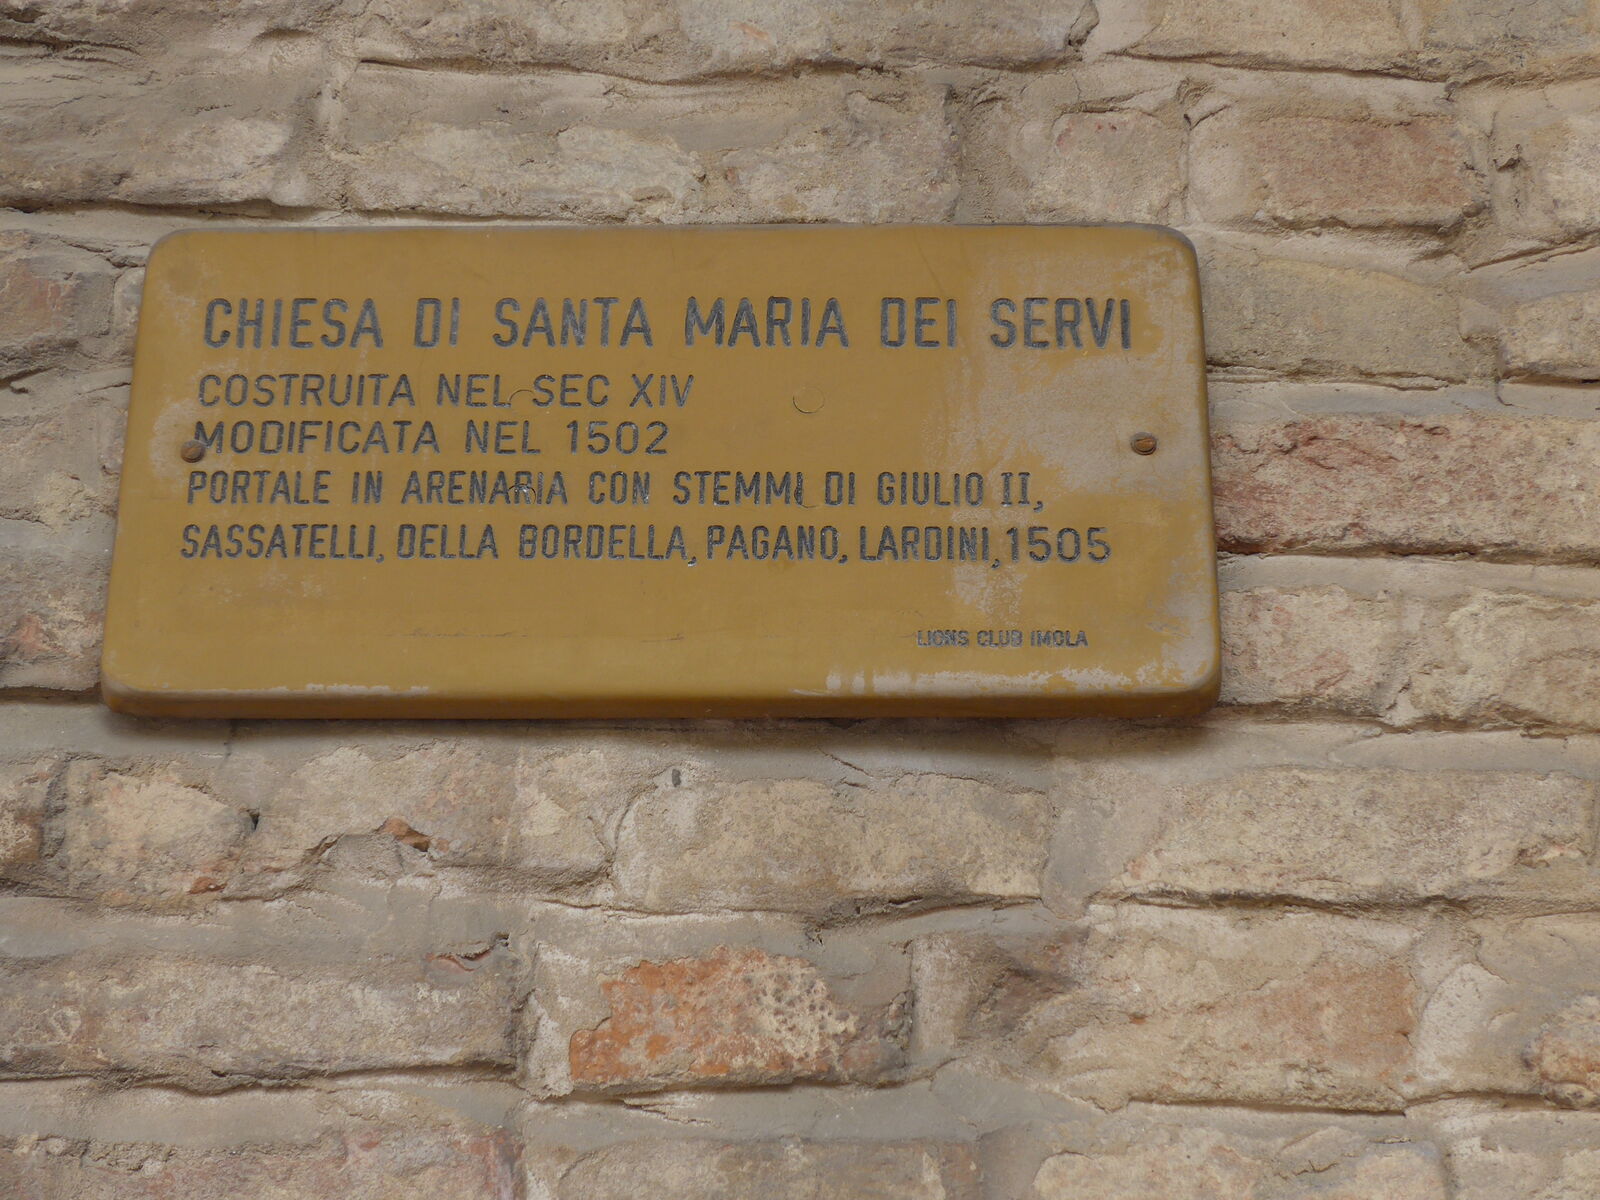 CHIESA DI SANTA MARIA DEI SERVI
COSTRUITA NEL SEC XIV
MODIFICATA NEL 1502
PORTALE IN ARENARIA CON STEMMI DI GIULIO II,
SASSATELLI, DELLA BORDELLA, PAGANO, LARDINI, 1505
LIONS CLUB IMOLA